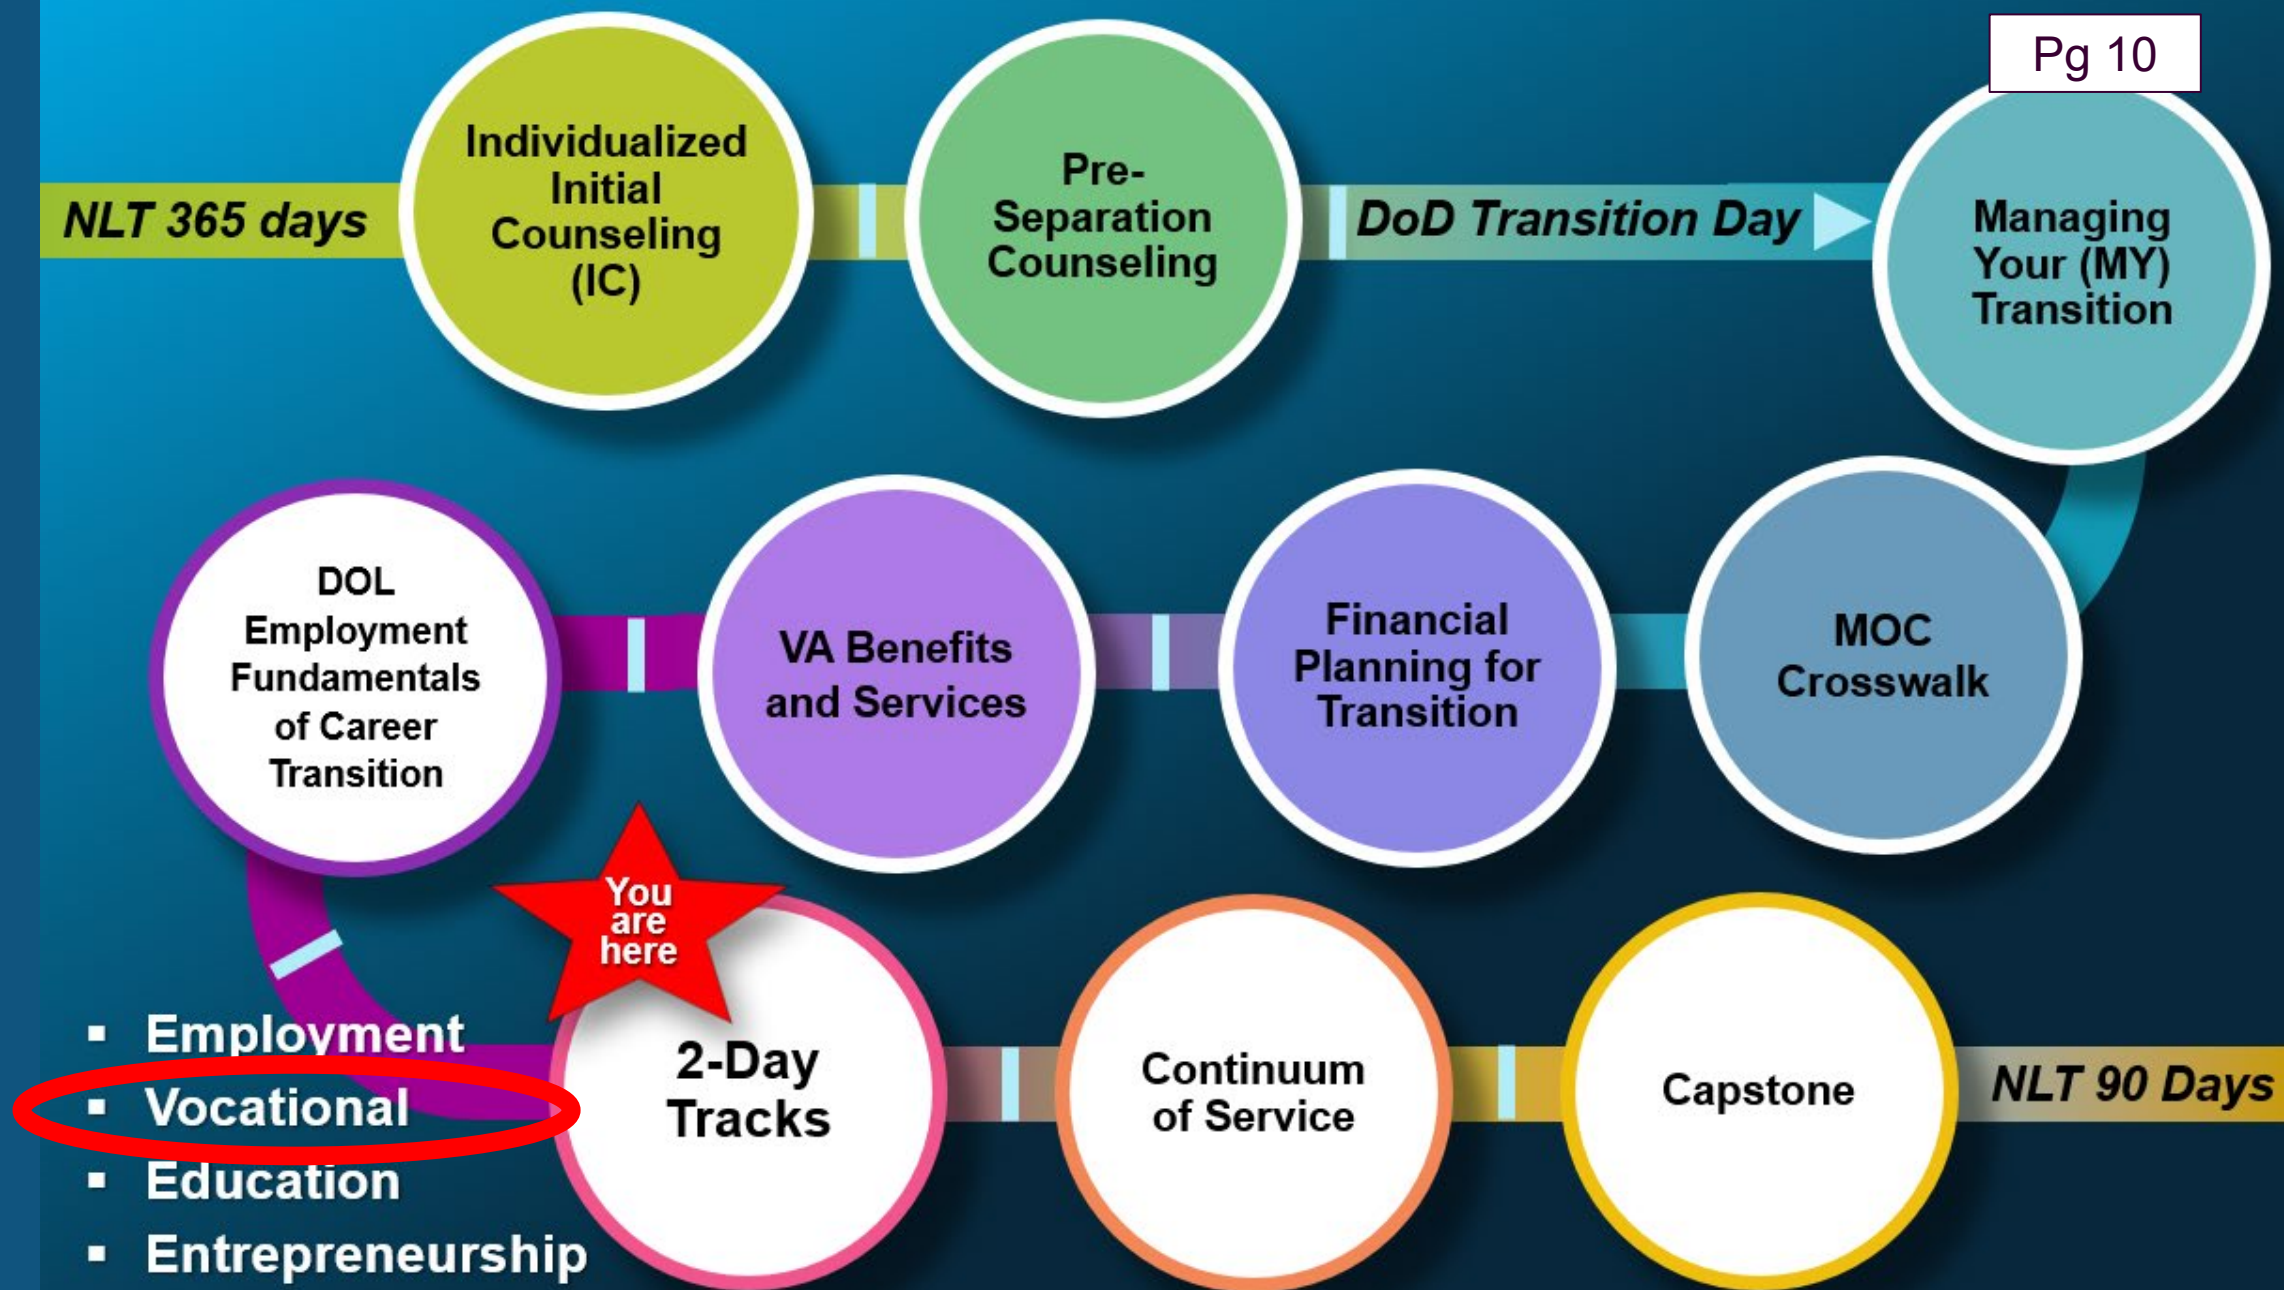 Pg 10
NLT 365 days
Individualized
Initial
Counseling
(IC)
Pre-
Separation
Counseling
DoD Transition Day
Managing
Your (MY)
Transition
MOC
Crosswalk
Financial
Planning for
Transition
VA Benefits
and Services
DOL
Employment
Fundamentals
of Career
Transition
You
are
here
▪ Employment
▪ Vocational
▪ Education
▪ Entrepreneurship
2-Day
Tracks
Continuum
of Service
Capstone
NLT 90 Days